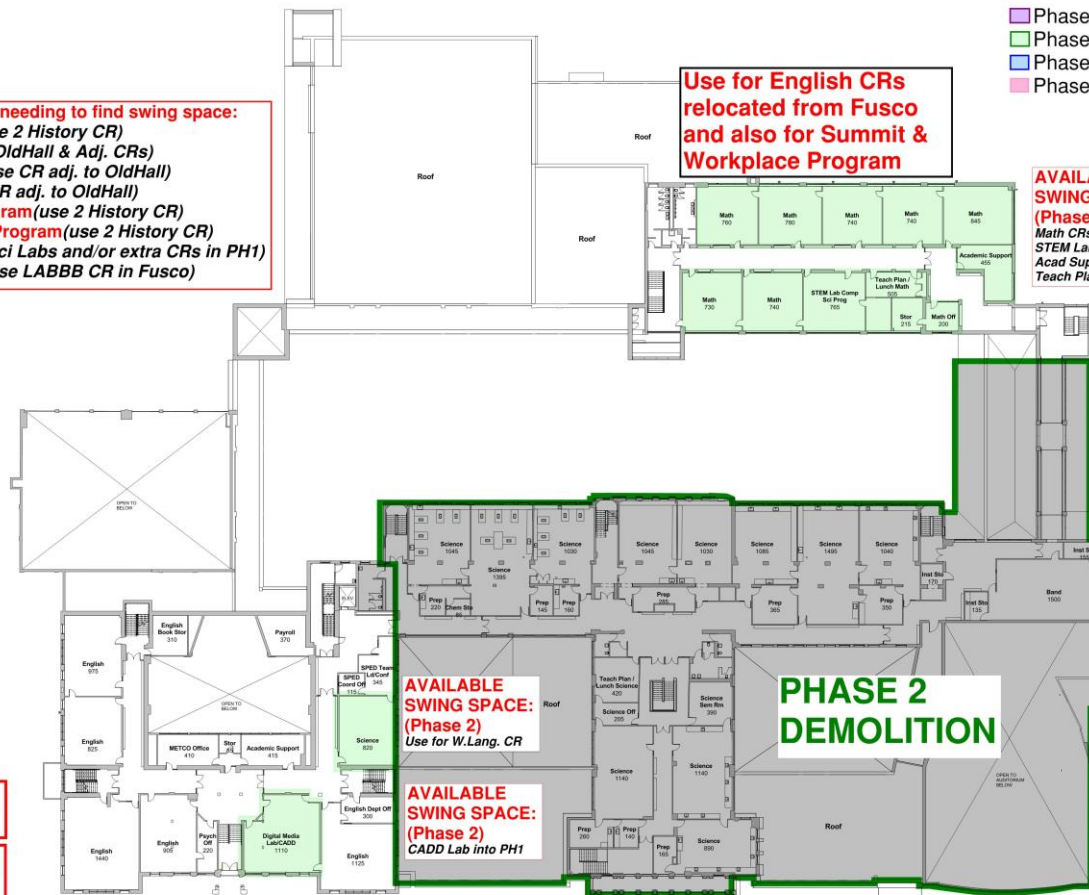 Phase
Phase
Phase
Phase
needing to find swing space:
e 2 History CR)
OldHall & Adj. CRs)
se CR adj. to OldHall)
R adj. to OldHall)
ram(use 2 History CR)
Program(use 2 History CR)
ci Labs and/or extra CRs in PH1)
se LABBB CR in Fusco)
Use for English CRs
relocated from Fusco
and also for Summit &
Workplace Program
AVAILA
SWING
(Phase
Math CRs
STEM La
Acad Sup
Teach Pla
Roof
Roof
Roof
Math
760
Math
760
Math
740
Math
740
Math
645
Academic Support
455
Math
730
Math
740
STEM Lab Comp
Sci Prog
765
Teach Plan /
Lunch Math
505
Stor
215
Math Off
200
OPEN TO
BELOW
Science
1045
Science
1395
Science
1030
Science
1045
Science
1030
Science
1085
Science
1495
Science
1040
Prep
220
Chem Sto
Prep
145
Prep
160
Prep
Prep
365
Prep
350
Inst Sto
170
Inst Sto
135
Inst S
Band
1500
English
970
English
Book Stor
310
Payroll
370
ELEV
SPED Team
Ld/Conf
345
SPED
Coord Off
115
OPEN TO
BELOW
English
825
METCO Office
410
Stor
Academic Support
415
Science
820
AVAILABLE
SWING SPACE:
(Phase 2)
Use for W.Lang. CR
Roof
Teach Plan /
Lunch Science
420
Science Off
205
Science
Sem Rm
390
PHASE 2
DEMOLITION
OPEN TO
AUDITORIUM
BELOW
Science
1140
Science
1140
English
1440
English
905
Psych
Off
220
Digital Media
Lab/CADD
1110
English Dept Off
300
English
1125
AVAILABLE
SWING SPACE:
(Phase 2)
CADD Lab into PH1
Prep
260
Prep
140
Prep
165
Science
890
Roof